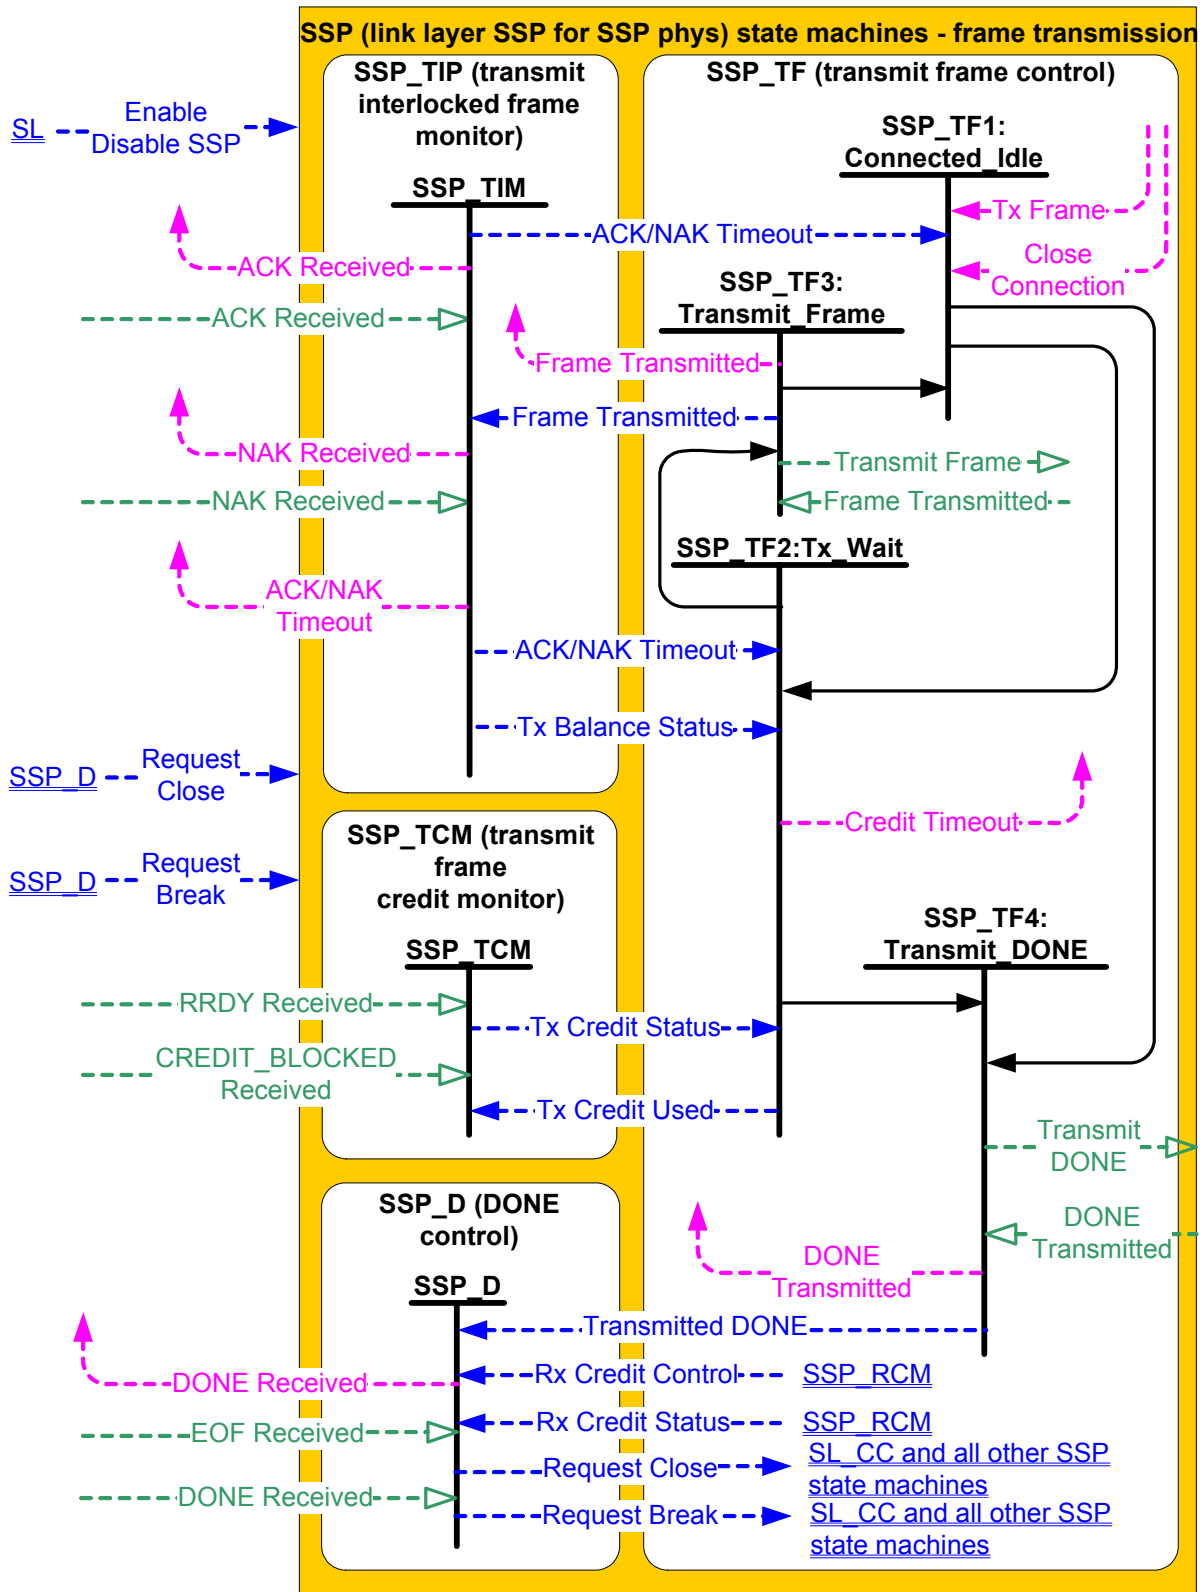 SSP (link layer SSP for SSP phys) state machines - frame transmission
SSP_TIP (transmit
interlocked frame
monitor)
SSP_TF (transmit frame control)
SL
Enable
Disable SSP
SSP_TF1:
Connected_Idle
SSP_TIM
Tx Frame
ACK/NAK Timeout
Close
Connection
ACK Received
SSP_TF3:
Transmit_Frame
ACK Received
Frame Transmitted
Frame Transmitted
NAK Received
Transmit Frame
NAK Received
Frame Transmitted
SSP_TF2:Tx_Wait
ACK/NAK
Timeout
ACK/NAK Timeout
Tx Balance Status
SSP_D
Request
Close
Credit Timeout
SSP_TCM (transmit
frame
credit monitor)
SSP_D
Request
Break
SSP_TF4:
Transmit_DONE
SSP_TCM
RRDY Received
Tx Credit Status
CREDIT_BLOCKED
Received
Tx Credit Used
Transmit
DONE
SSP_D (DONE
control)
DONE
Transmitted
DONE
Transmitted
SSP_D
Transmitted DONE
DONE Received
Rx Credit Control
SSP_RCM
EOF Received
Rx Credit Status
SSP_RCM
Request Close
SL_CC and all other SSP
state machines
DONE Received
Request Break
SL_CC and all other SSP
state machines